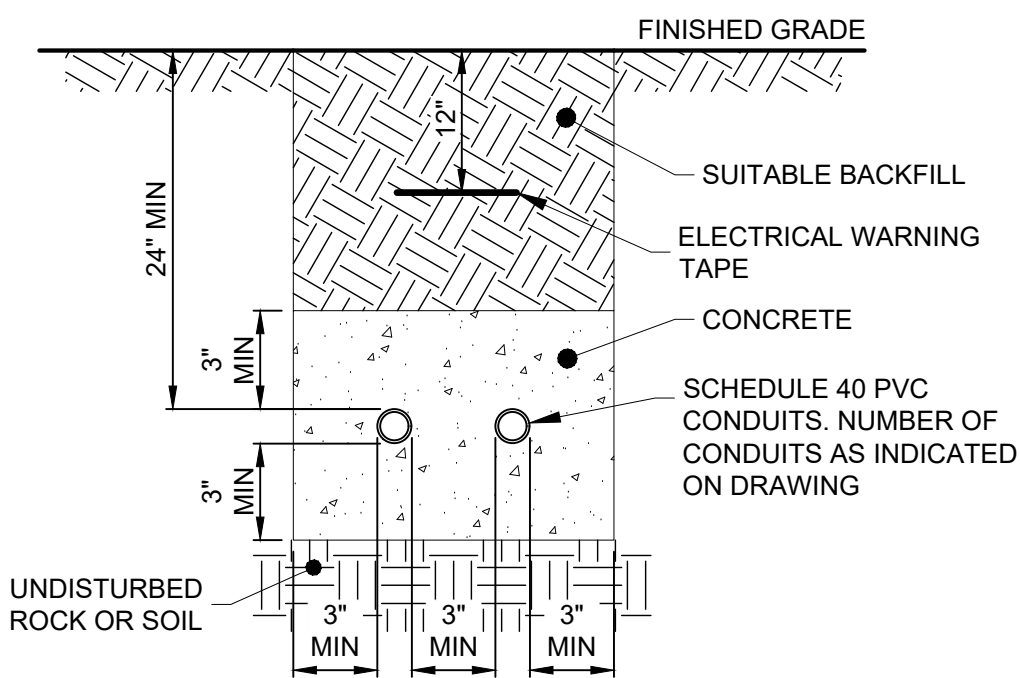 FINISHED GRADE
12"
SUITABLE BACKFILL
24" MIN
ELECTRICAL WARNING
TAPE
CONCRETE
3"
MIN
SCHEDULE 40 PVC
CONDUITS. NUMBER OF
CONDUITS AS INDICATED
ON DRAWING
3"
MIN
UNDISTURBED
ROCK OR SOIL
3"
MIN
3"
MIN
3"
MIN